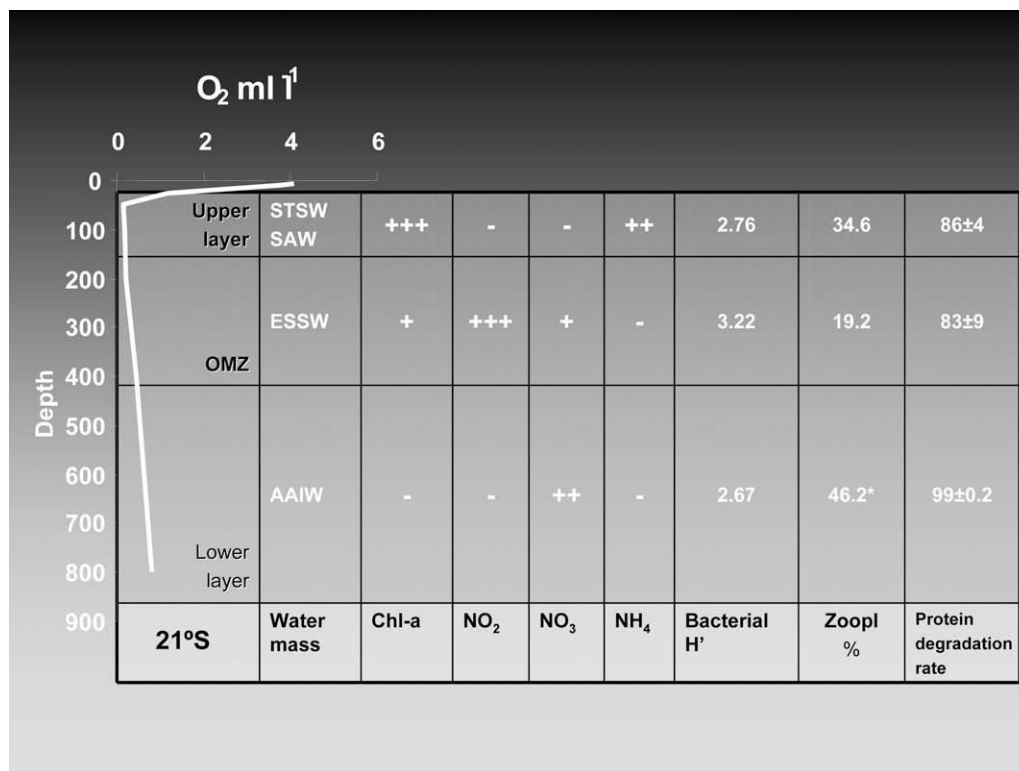 O₂ ml l⁻¹
0 2 4 6
0
100
200
300
400
500
600
700
800
900
Depth
Upper layer STSW SAW +++ - - ++ 2.76 34.6 86±4
OMZ ESSW + +++ + - 3.22 19.2 83±9
Lower layer AAIW - - ++ - 2.67 46.2* 99±0.2
21ºS Water mass Chl-a NO₂ NO₃ NH₄ Bacterial H' Zoopl % Protein degradation rate